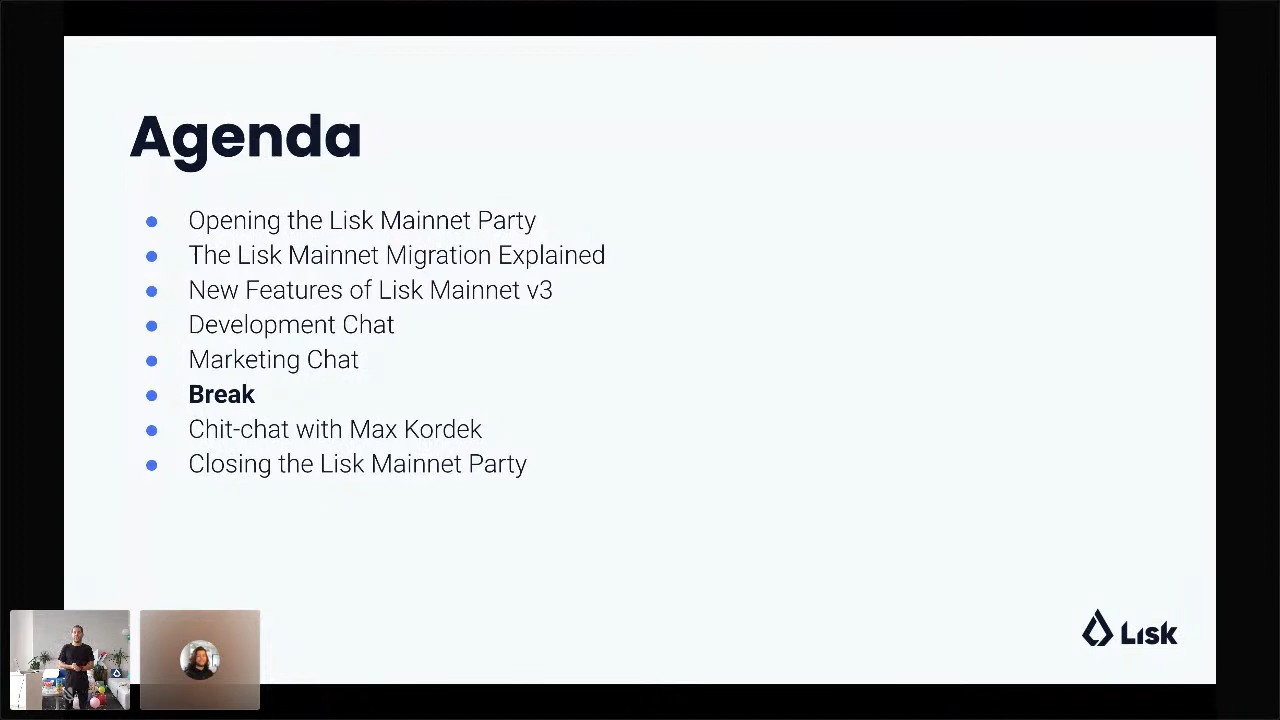 Agenda
Opening the Lisk Mainnet Party
The Lisk Mainnet Migration Explained
New Features of Lisk Mainnet v3
Development Chat
Marketing Chat
Break
Chit-chat with Max Kordek
Closing the Lisk Mainnet Party
Lisk